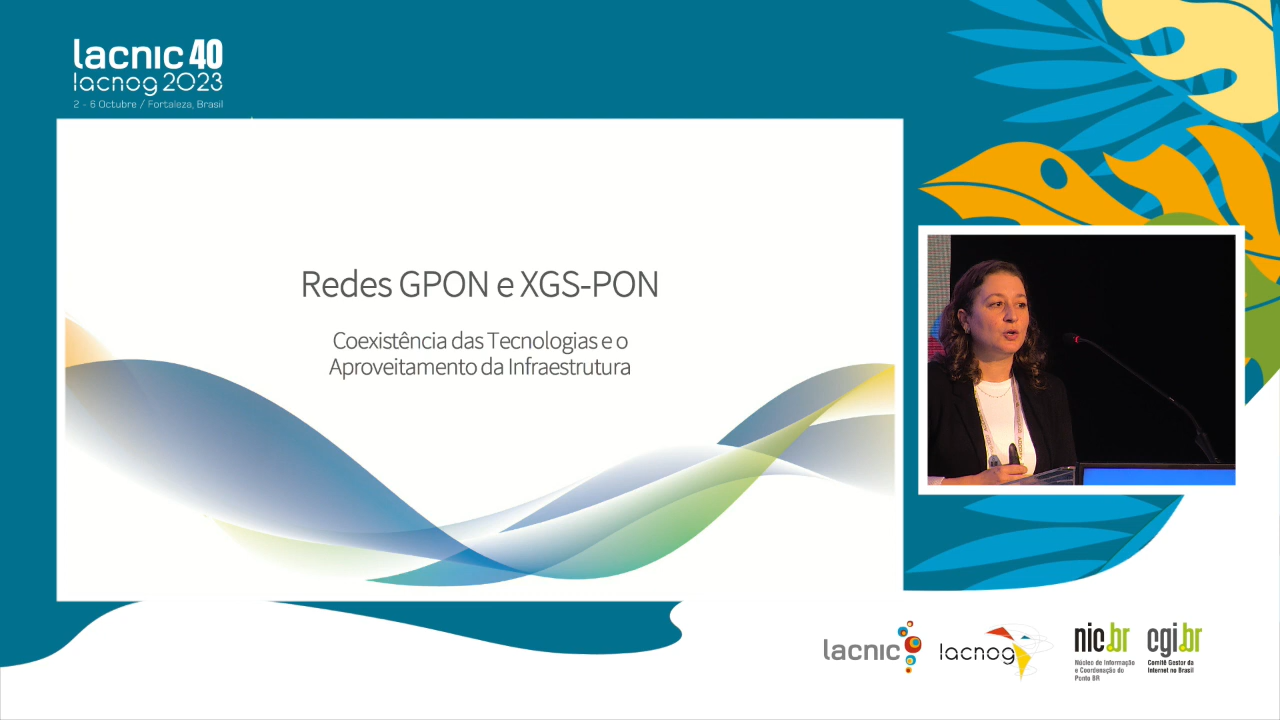 lacnic 40
lacnog 2023
2 - 6 Octubre / Fortaleza, Brasil
Redes GPON e XGS-PON
Coexistência das Tecnologias e o
Aproveitamento da Infraestrutura
lacnic
lacnog
nic.br
Núcleo de Informação
e Coordenação do
Ponto BR
cgi.br
Comitê Gestor da
Internet no Brasil